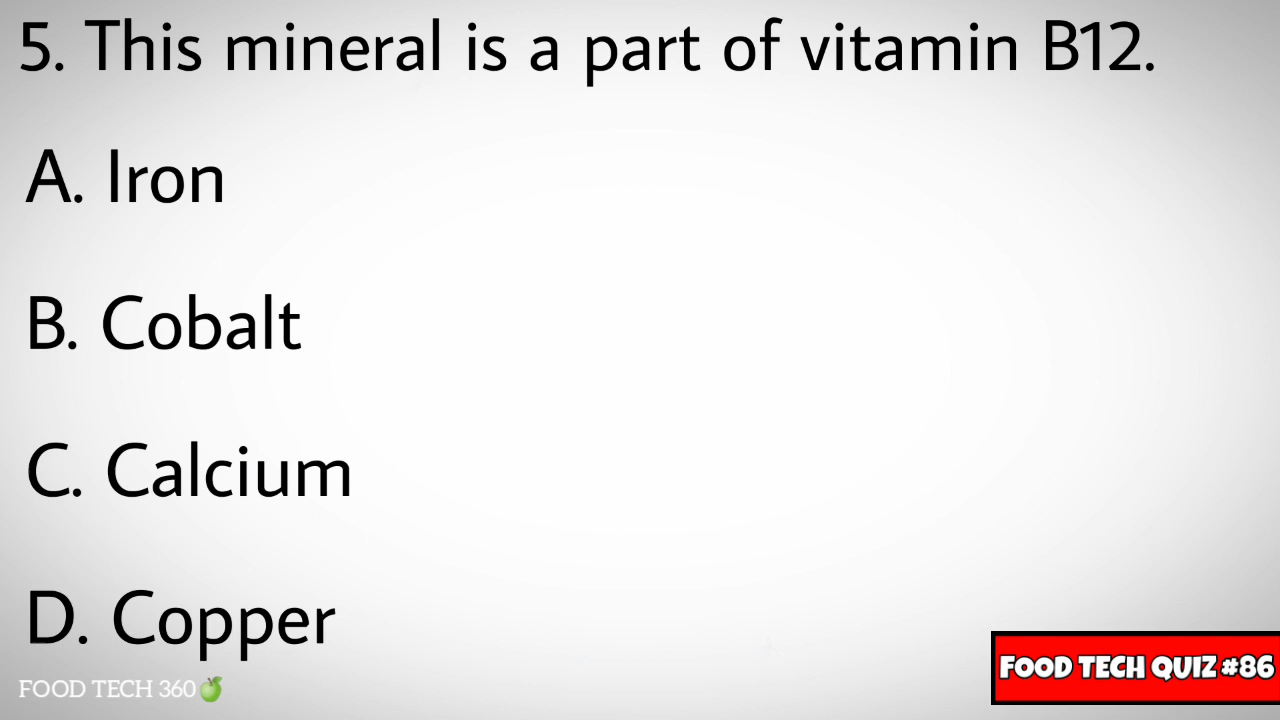 5. This mineral is a part of vitamin B12.
A. Iron
B. Cobalt
C. Calcium
D. Copper
FOOD TECH 360🍏
FOOD TECH QUIZ #86